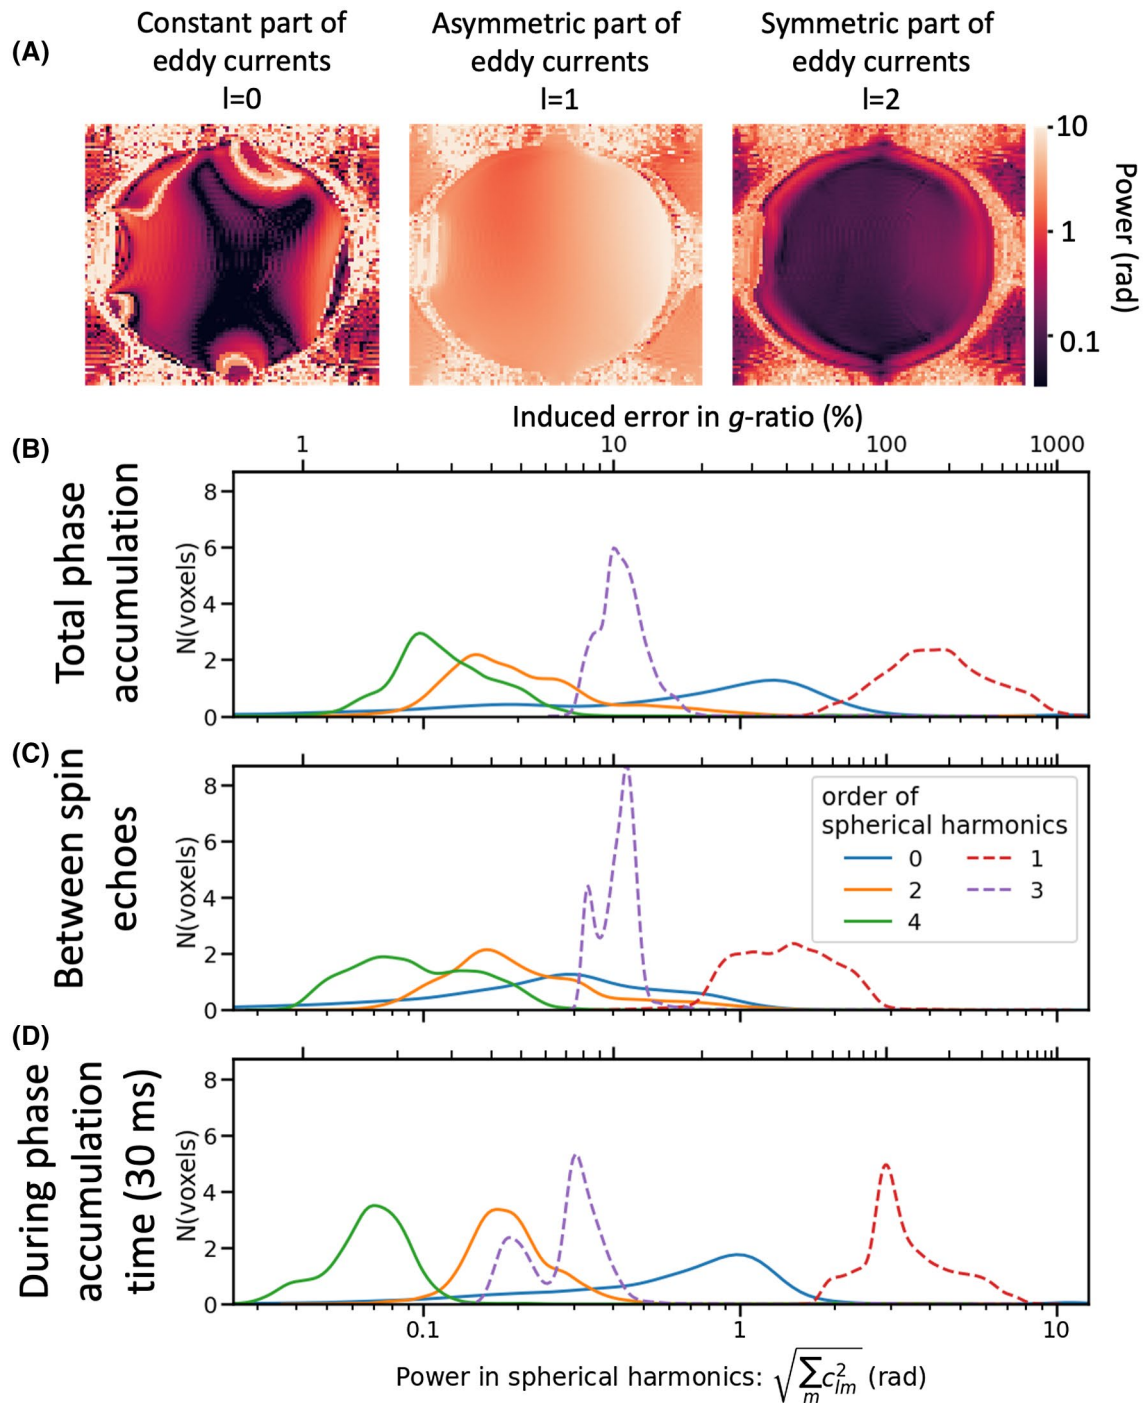 (A)
Constant part of
eddy currents
l=0
Asymmetric part of
eddy currents
l=1
Symmetric part of
eddy currents
l=2
10
1
0.1
Power (rad)
Induced error in g-ratio (%)
(B)
1 10 100 1000
Total phase
accumulation
N(voxels)
8
6
4
2
0
(C)
Between spin
echoes
N(voxels)
8
6
4
2
0
order of
spherical harmonics
0 1
2 3
4
(D)
During phase
accumulation
time (30 ms)
N(voxels)
8
6
4
2
0
0.1 1 10
Power in spherical harmonics: √∑ₘ c²ₗₘ (rad)